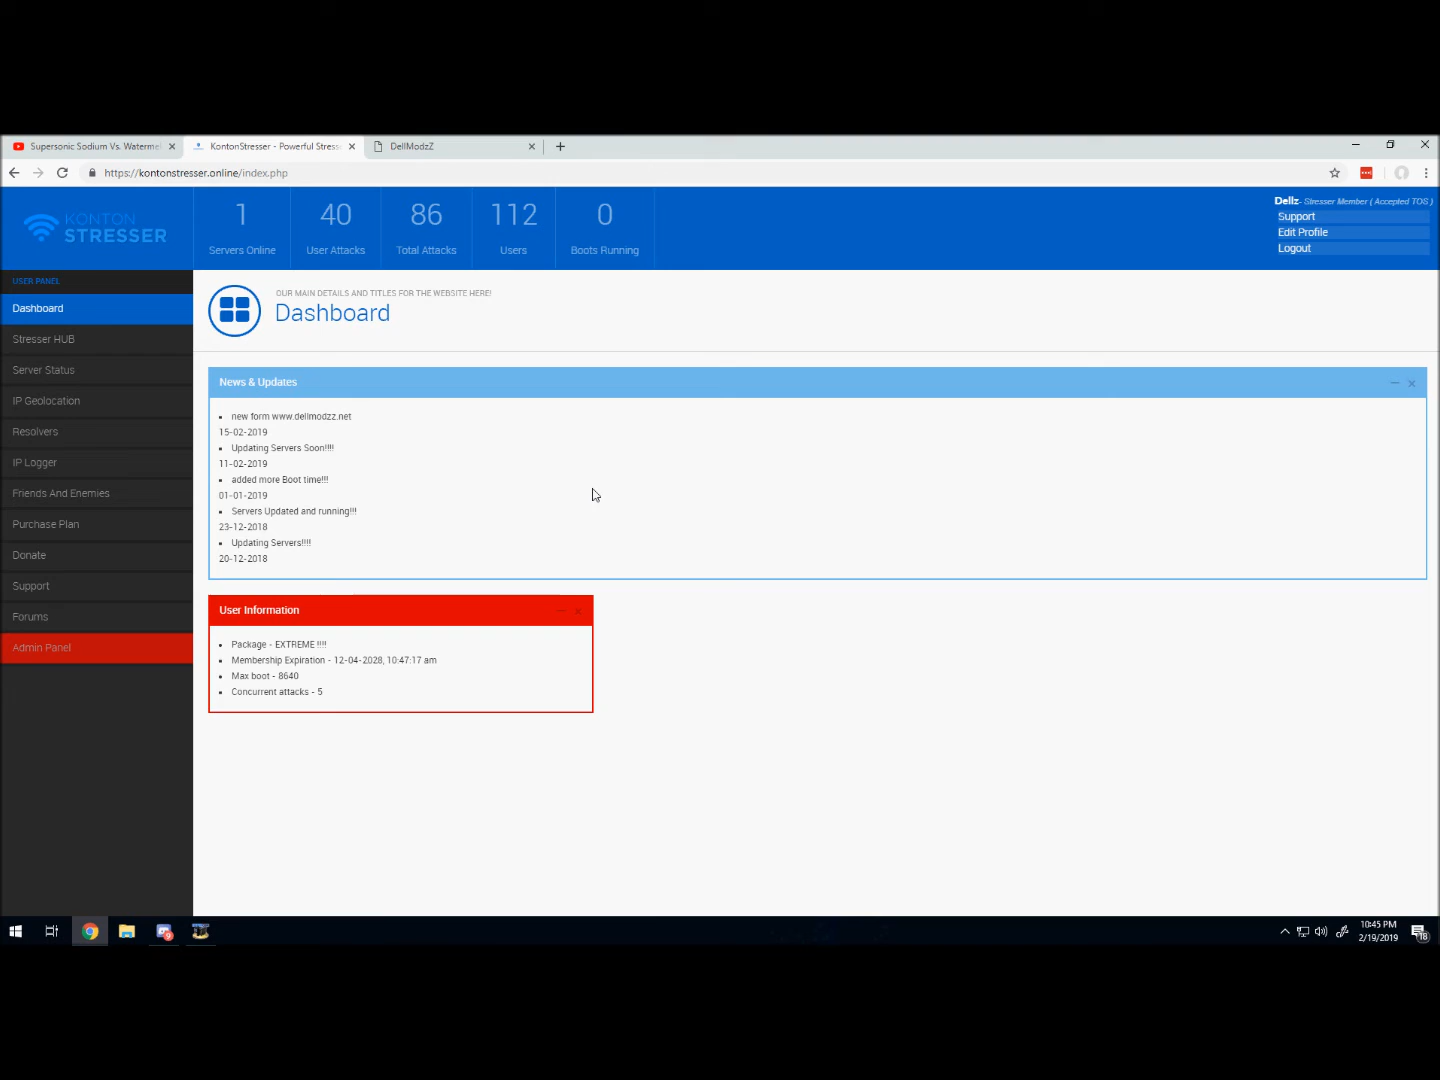 Supersonic Sodium Vs. Waterme
KontonStresser - Powerful Stress
DellModzZ
https://kontonstresser.online/index.php
KONTON
STRESSER
1
Servers Online
40
User Attacks
86
Total Attacks
112
Users
0
Boots Running
Dellz- Stresser Member ( Accepted TOS )
Support
Edit Profile
Logout
USER PANEL
Dashboard
Stresser HUB
Server Status
IP Geolocation
Resolvers
IP Logger
Friends And Enemies
Purchase Plan
Donate
Support
Forums
Admin Panel
OUR MAIN DETAILS AND TITLES FOR THE WEBSITE HERE!
Dashboard
News & Updates
new form www.dellmodzz.net
15-02-2019
Updating Servers Soon!!!!
11-02-2019
added more Boot time!!!
01-01-2019
Servers Updated and running!!!
23-12-2018
Updating Servers!!!!
20-12-2018
User Information
Package - EXTREME !!!!
Membership Expiration - 12-04-2028, 10:47:17 am
Max boot - 8640
Concurrent attacks - 5
10:45 PM
2/19/2019
18